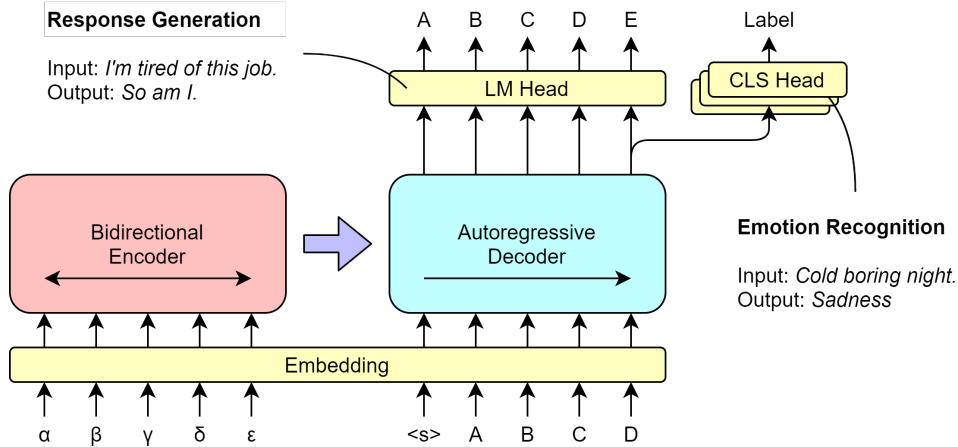 Response Generation
Input: I'm tired of this job.
Output: So am I.
A B C D E
Label
LM Head
CLS Head
Bidirectional
Encoder
Autoregressive
Decoder
Emotion Recognition
Input: Cold boring night.
Output: Sadness
Embedding
α β γ δ ε
<s> A B C D